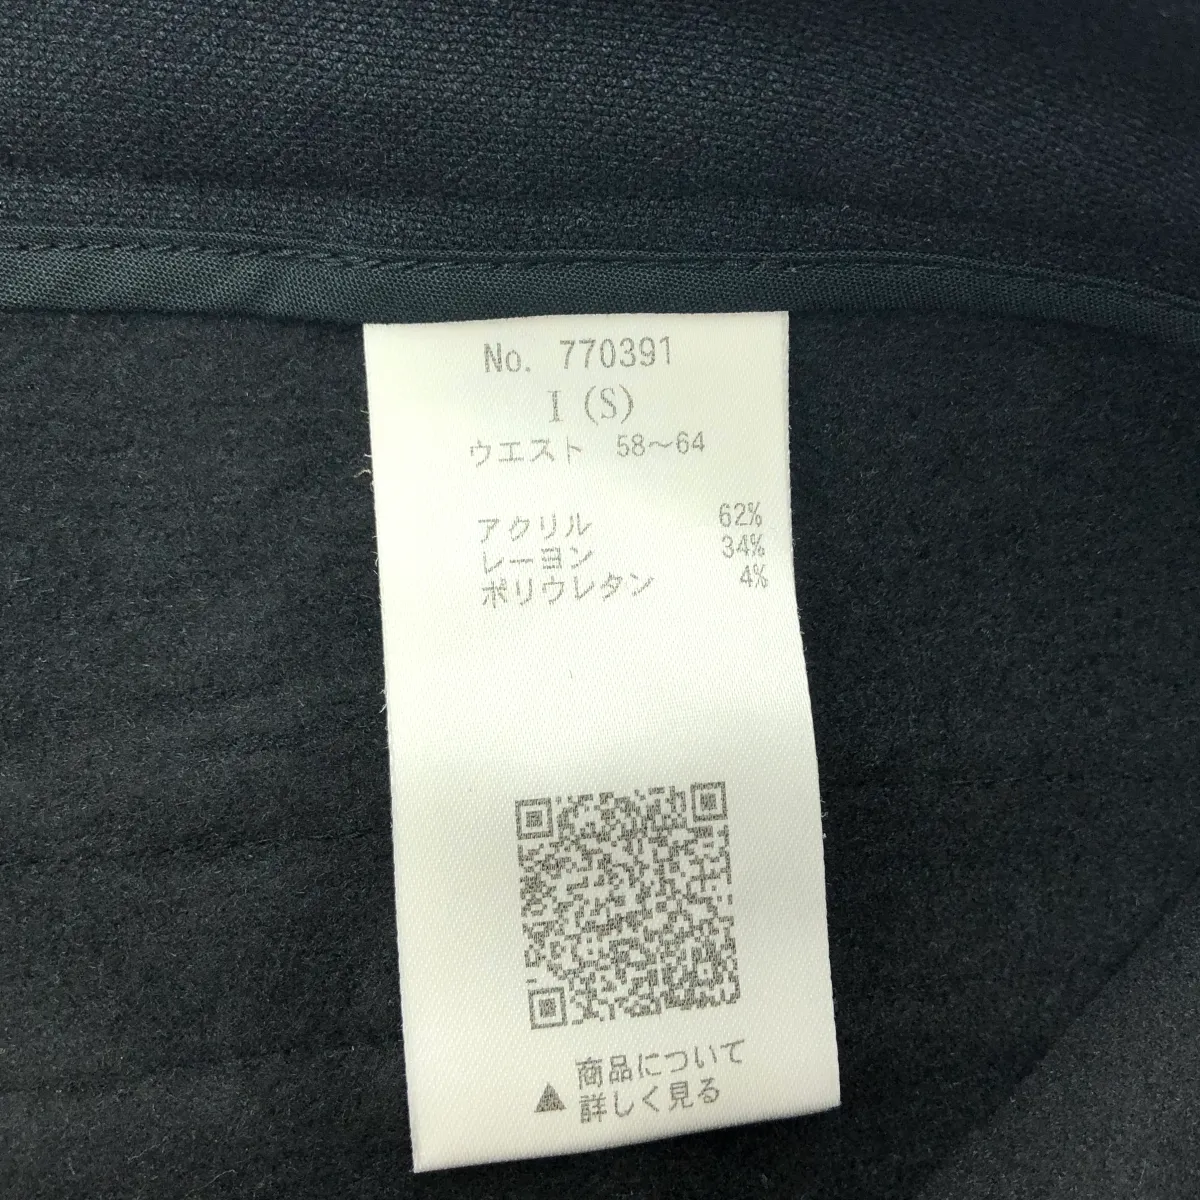 No. 770391
I (S)
ウエスト 58～64
アクリル 62%
レーヨン 34%
ポリウレタン 4%
商品について
▲ 詳しく見る